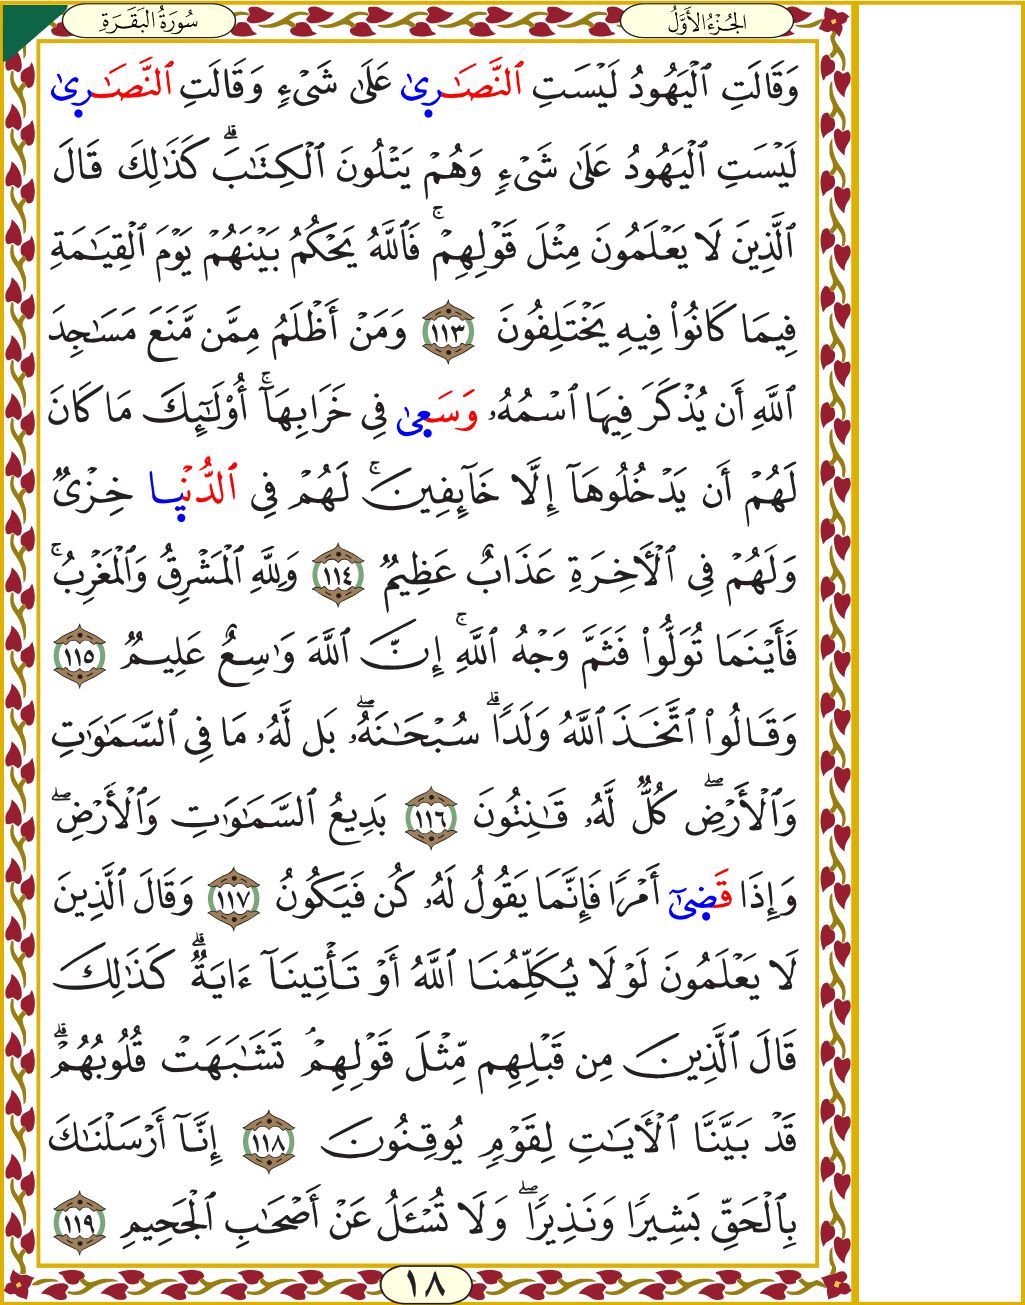 الجُزْءُ الأَوَّلُ
سُورَةُ البَقَرَةِ
وَقَالَتِ ٱلْيَهُودُ لَيْسَتِ ٱلنَّصَـٰرِىٰ عَلَىٰ شَىْءٍ وَقَالَتِ ٱلنَّصَـٰرِىٰ
لَيْسَتِ ٱلْيَهُودُ عَلَىٰ شَىْءٍ وَهُمْ يَتْلُونَ ٱلْكِتَـٰبَ ۗ كَذَٰلِكَ قَالَ
ٱلَّذِينَ لَا يَعْلَمُونَ مِثْلَ قَوْلِهِمْ ۚ فَٱللَّهُ يَحْكُمُ بَيْنَهُمْ يَوْمَ ٱلْقِيَـٰمَةِ
فِيمَا كَانُوا۟ فِيهِ يَخْتَلِفُونَ ١١٣ وَمَنْ أَظْلَمُ مِمَّن مَّنَعَ مَسَـٰجِدَ
ٱللَّهِ أَن يُذْكَرَ فِيهَا ٱسْمُهُۥ وَسَعِىٰ فِى خَرَابِهَآ ۚ أُو۟لَـٰٓئِكَ مَا كَانَ
لَهُمْ أَن يَدْخُلُوهَآ إِلَّا خَآئِفِينَ ۚ لَهُمْ فِى ٱلدُّنْيِـا خِزْىٌ
وَلَهُمْ فِى ٱلْـَٔاخِرَةِ عَذَابٌ عَظِيمٌ ١١٤ وَلِلَّهِ ٱلْمَشْرِقُ وَٱلْمَغْرِبُ ۚ
فَأَيْنَمَا تُوَلُّوا۟ فَثَمَّ وَجْهُ ٱللَّهِ ۚ إِنَّ ٱللَّهَ وَٰسِعٌ عَلِيمٌ ١١٥
وَقَالُوا۟ ٱتَّخَذَ ٱللَّهُ وَلَدًا ۗ سُبْحَـٰنَهُۥ ۖ بَل لَّهُۥ مَا فِى ٱلسَّمَـٰوَٰتِ
وَٱلْأَرْضِ ۖ كُلٌّ لَّهُۥ قَـٰنِتُونَ ١١٦ بَدِيعُ ٱلسَّمَـٰوَٰتِ وَٱلْأَرْضِ ۖ
وَإِذَا قَضِىٰٓ أَمْرًا فَإِنَّمَا يَقُولُ لَهُۥ كُن فَيَكُونُ ١١٧ وَقَالَ ٱلَّذِينَ
لَا يَعْلَمُونَ لَوْلَا يُكَلِّمُنَا ٱللَّهُ أَوْ تَأْتِينَآ ءَايَةٌ ۗ كَذَٰلِكَ
قَالَ ٱلَّذِينَ مِن قَبْلِهِم مِّثْلَ قَوْلِهِمْ ۘ تَشَـٰبَهَتْ قُلُوبُهُمْ ۗ
قَدْ بَيَّنَّا ٱلْـَٔايَـٰتِ لِقَوْمٍ يُوقِنُونَ ١١٨ إِنَّآ أَرْسَلْنَـٰكَ
بِٱلْحَقِّ بَشِيرًا وَنَذِيرًا ۖ وَلَا تُسْـَٔلُ عَنْ أَصْحَـٰبِ ٱلْجَحِيمِ ١١٩
١٨